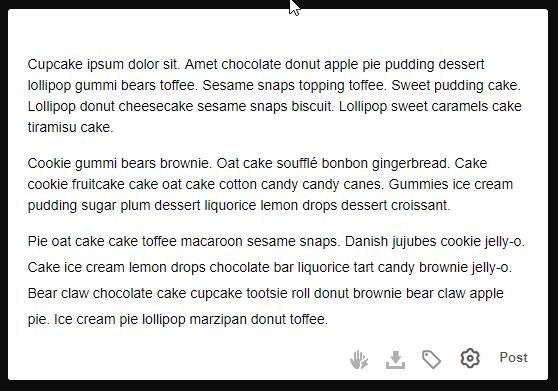 Cupcake ipsum dolor sit. Amet chocolate donut apple pie pudding dessert
lollipop gummi bears toffee. Sesame snaps topping toffee. Sweet pudding cake.
Lollipop donut cheesecake sesame snaps biscuit. Lollipop sweet caramels cake
tiramisu cake.
Cookie gummi bears brownie. Oat cake soufflé bonbon gingerbread. Cake
cookie fruitcake cake oat cake cotton candy candy canes. Gummies ice cream
pudding sugar plum dessert liquorice lemon drops dessert croissant.
Pie oat cake cake toffee macaroon sesame snaps. Danish jujubes cookie jelly-o.
Cake ice cream lemon drops chocolate bar liquorice tart candy brownie jelly-o.
Bear claw chocolate cake cupcake tootsie roll donut brownie bear claw apple
pie. Ice cream pie lollipop marzipan donut toffee.
Post